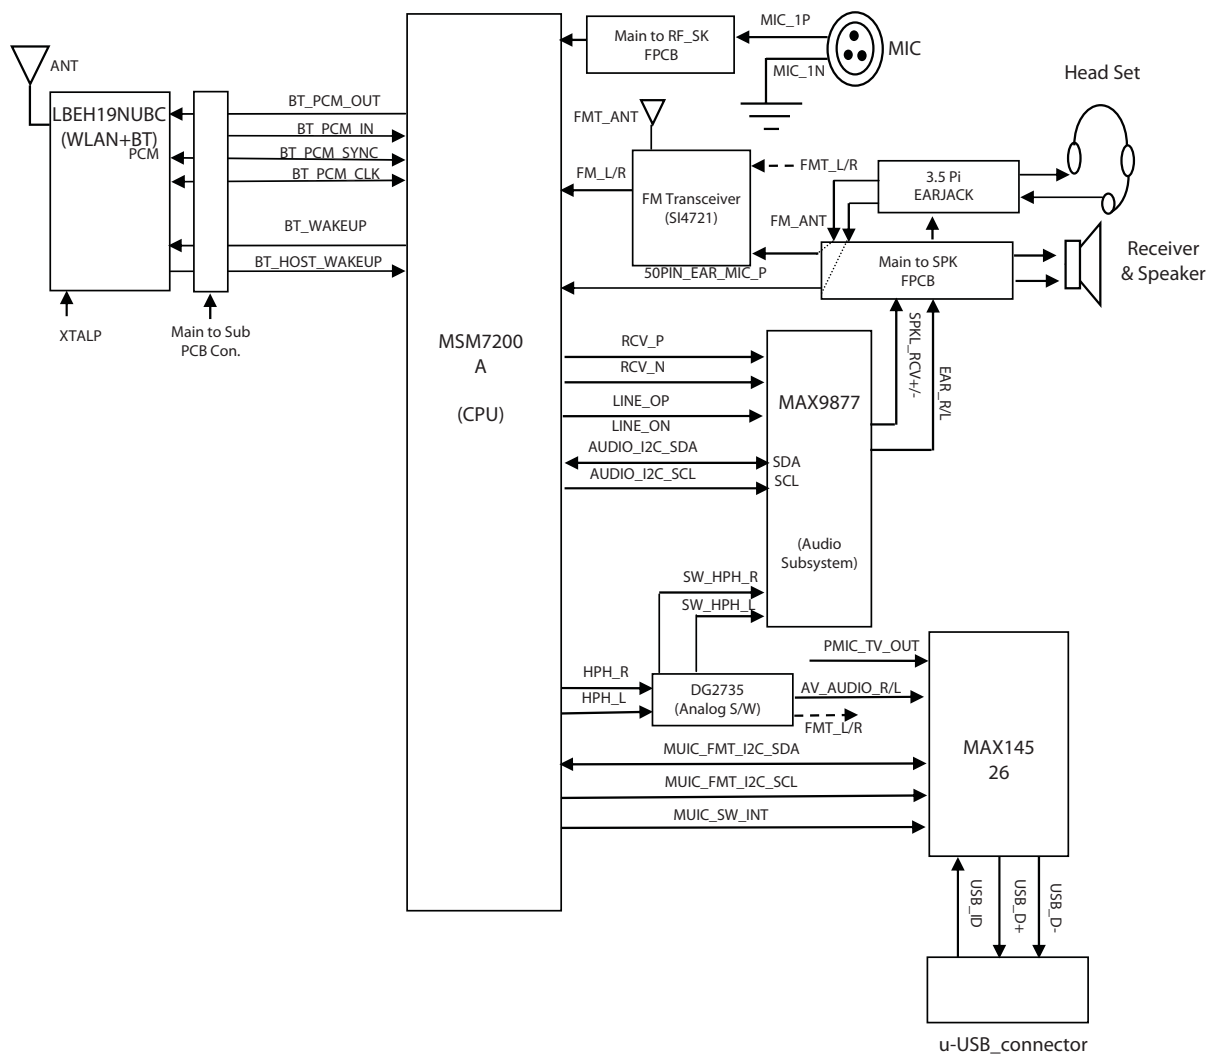 ANT
LBEH19NUBC
(WLAN+BT)
PCM
XTALP
Main to Sub
PCB Con.
BT_PCM_OUT
BT_PCM_IN
BT_PCM_SYNC
BT_PCM_CLK
BT_WAKEUP
BT_HOST_WAKEUP
MSM7200
A
(CPU)
Main to RF_SK
FPCB
MIC_1P
MIC_1N
MIC
FMT_ANT
FM_L/R
FM Transceiver
(SI4721)
FMT_L/R
FM_ANT
50PIN_EAR_MIC_P
3.5 Pi
EARJACK
Head Set
Main to SPK
FPCB
Receiver
& Speaker
SPKL_RCV+/-
EAR_R/L
RCV_P
RCV_N
LINE_OP
LINE_ON
AUDIO_I2C_SDA
AUDIO_I2C_SCL
MAX9877
SDA
SCL
(Audio
Subsystem)
SW_HPH_R
SW_HPH_L
HPH_R
HPH_L
DG2735
(Analog S/W)
PMIC_TV_OUT
AV_AUDIO_R/L
FMT_L/R
MUIC_FMT_I2C_SDA
MUIC_FMT_I2C_SCL
MUIC_SW_INT
MAX145
26
USB_ID
USB_D+
USB_D-
u-USB_connector